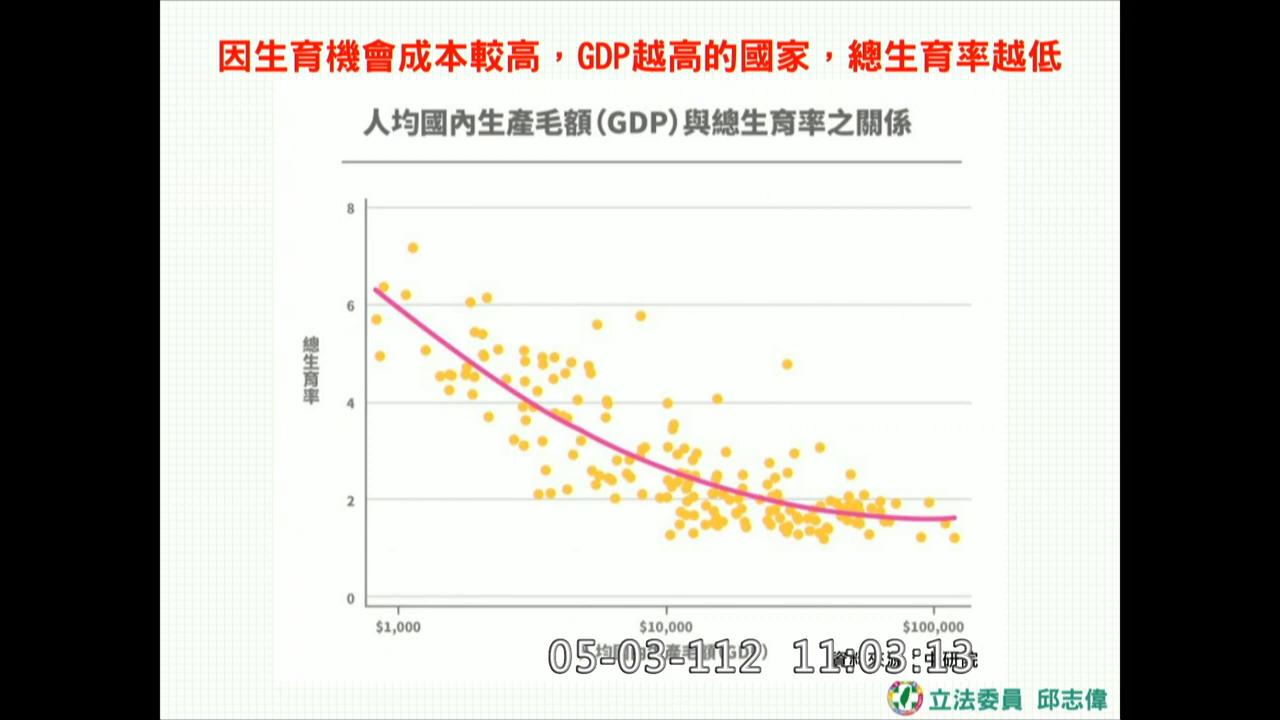 因生育機會成本較高，GDP越高的國家，總生育率越低
人均國內生產毛額（GDP）與總生育率之關係
8
6
4
2
0
總生育率
$1,000
$10,000
$100,000
05-03-112 11:03:13
立法委員 邱志偉